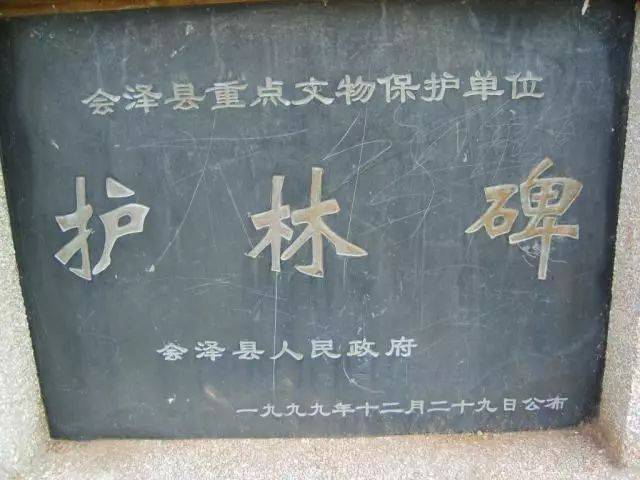 会泽县重点文物保护单位
护林碑
会泽县人民政府
一九九九年十二月二十九日公布